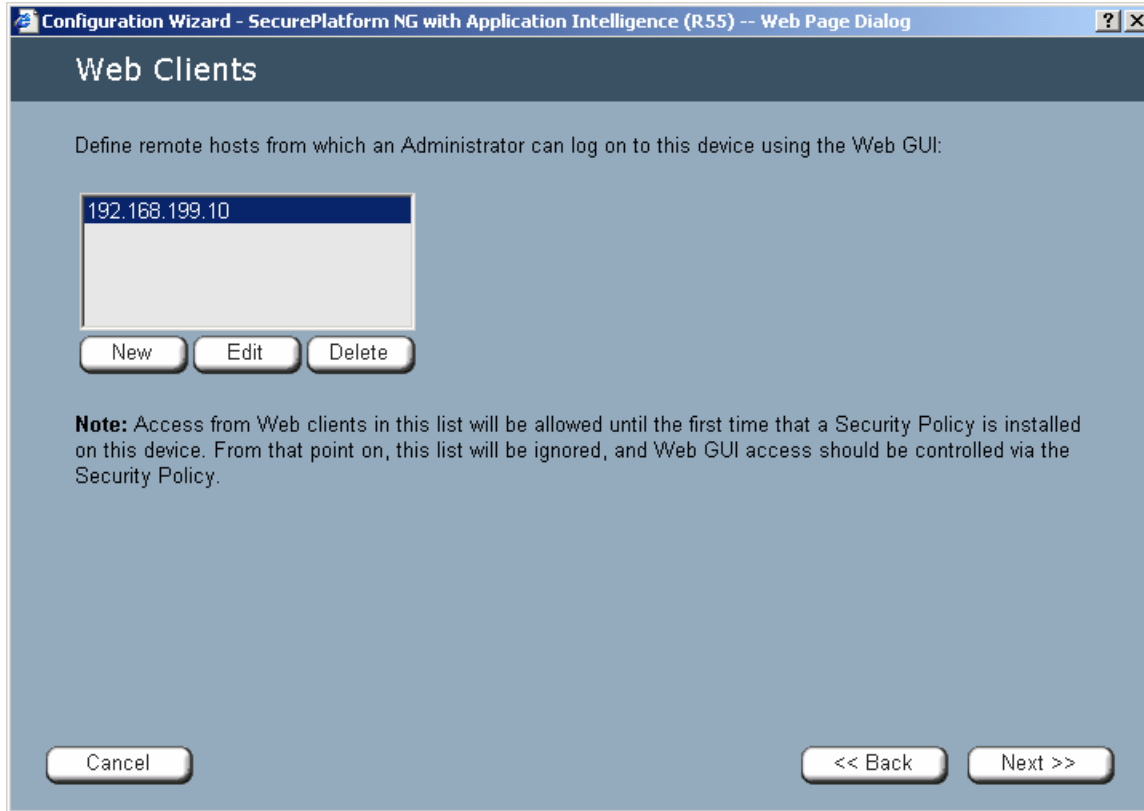 Configuration Wizard - SecurePlatform NG with Application Intelligence (R55) -- Web Page Dialog
Web Clients
Define remote hosts from which an Administrator can log on to this device using the Web GUI:
192.168.199.10
New Edit Delete
Note: Access from Web clients in this list will be allowed until the first time that a Security Policy is installed
on this device. From that point on, this list will be ignored, and Web GUI access should be controlled via the
Security Policy.
Cancel << Back Next >>